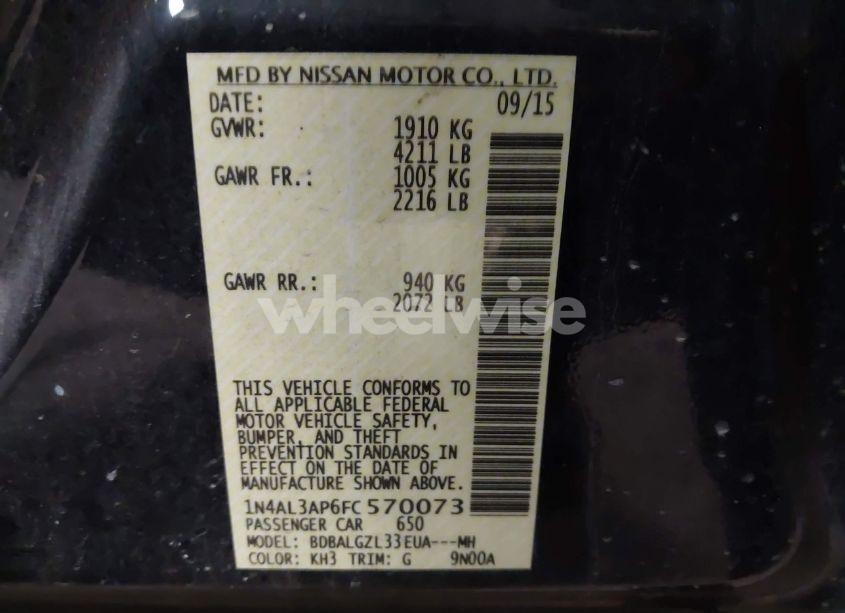 MFD BY NISSAN MOTOR CO., LTD.
DATE: 09/15
GVWR: 1910 KG
4211 LB
GAWR FR.: 1005 KG
2216 LB
GAWR RR.: 940 KG
2072 LB
wheelwise
THIS VEHICLE CONFORMS TO
ALL APPLICABLE FEDERAL
MOTOR VEHICLE SAFETY,
BUMPER, AND THEFT
PREVENTION STANDARDS IN
EFFECT ON THE DATE OF
MANUFACTURE SHOWN ABOVE.
1N4AL3AP6FC570073
PASSENGER CAR 650
MODEL: BDBALGZL33EUA---MH
COLOR: KH3 TRIM: G 9N00A